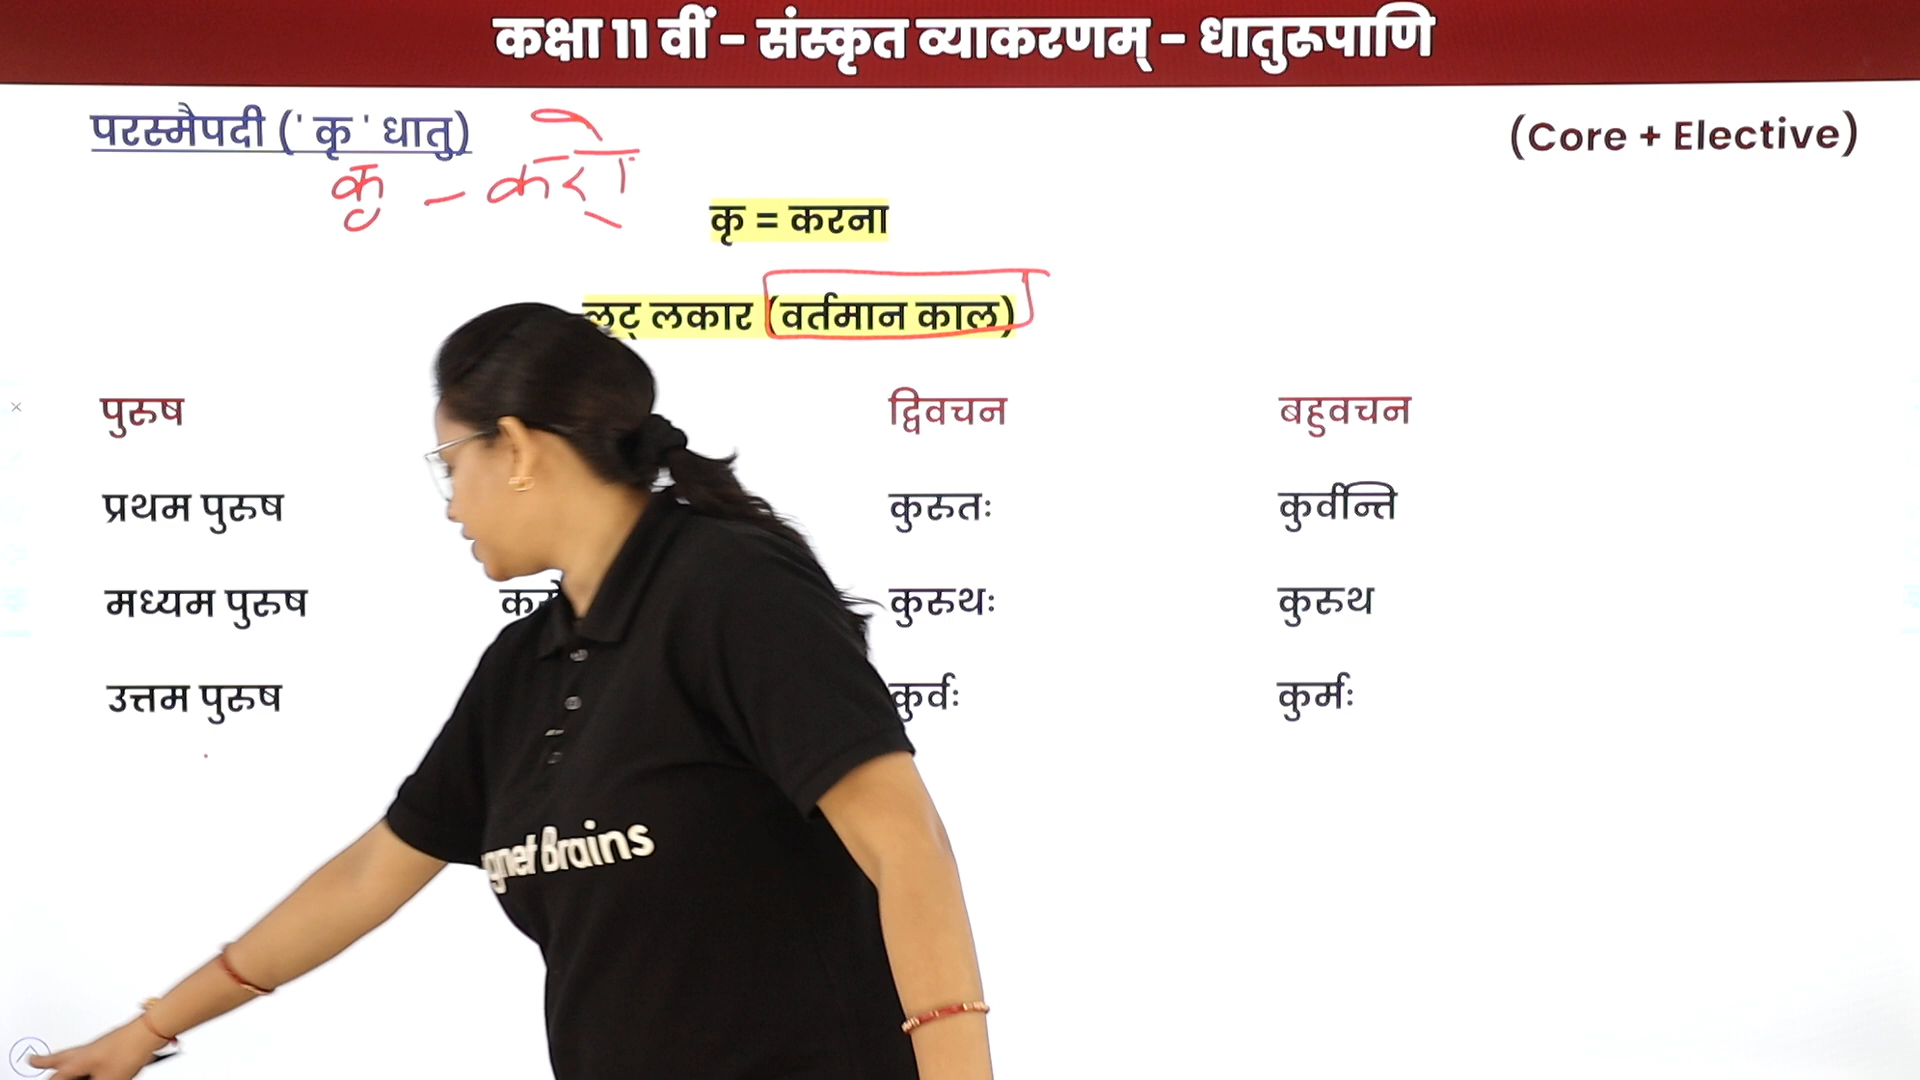 कक्षा 11 वीं - संस्कृत व्याकरणम् - धातुरूपाणि
परस्मैपदी (' कृ ' धातु)
(Core + Elective)
कृ = करना
लट् लकार (वर्तमान काल)
पुरुष द्विवचन बहुवचन
प्रथम पुरुष कुरुतः कुर्वन्ति
मध्यम पुरुष कुरुथः कुरुथ
उत्तम पुरुष कुर्वः कुर्मः
Brains